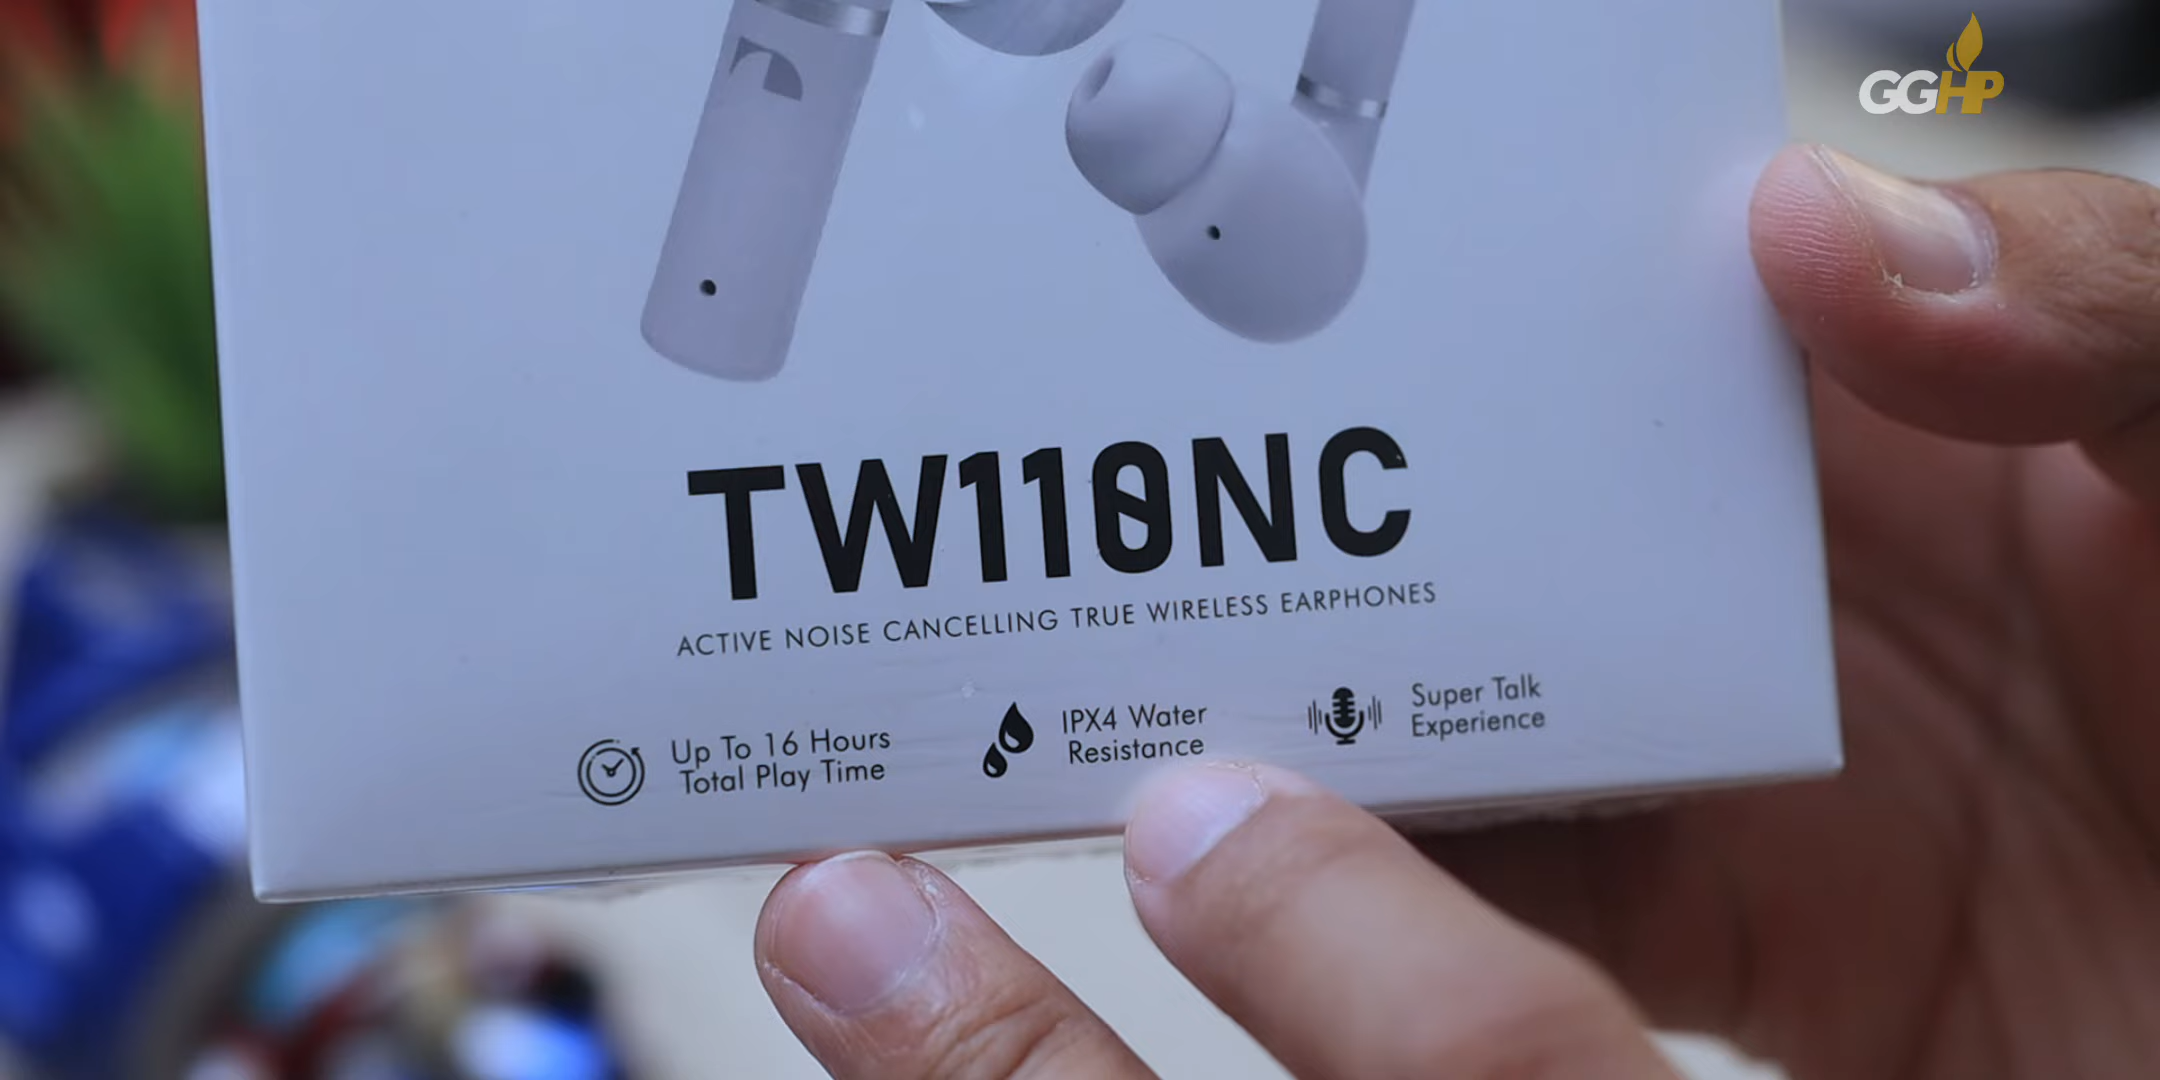 GGHP
TW110NC
ACTIVE NOISE CANCELLING TRUE WIRELESS EARPHONES
Up To 16 Hours
Total Play Time
IPX4 Water
Resistance
Super Talk
Experience